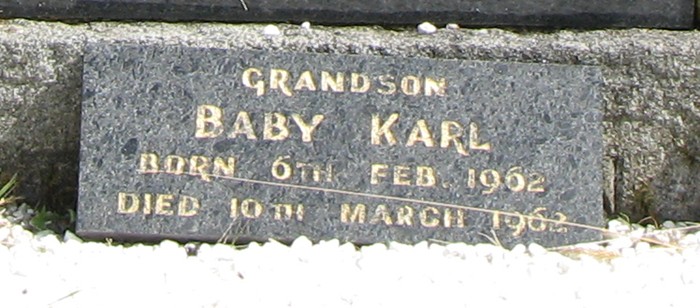 GRANDSON
BABY KARL
BORN 6TH FEB. 1962
DIED 10TH MARCH 1962